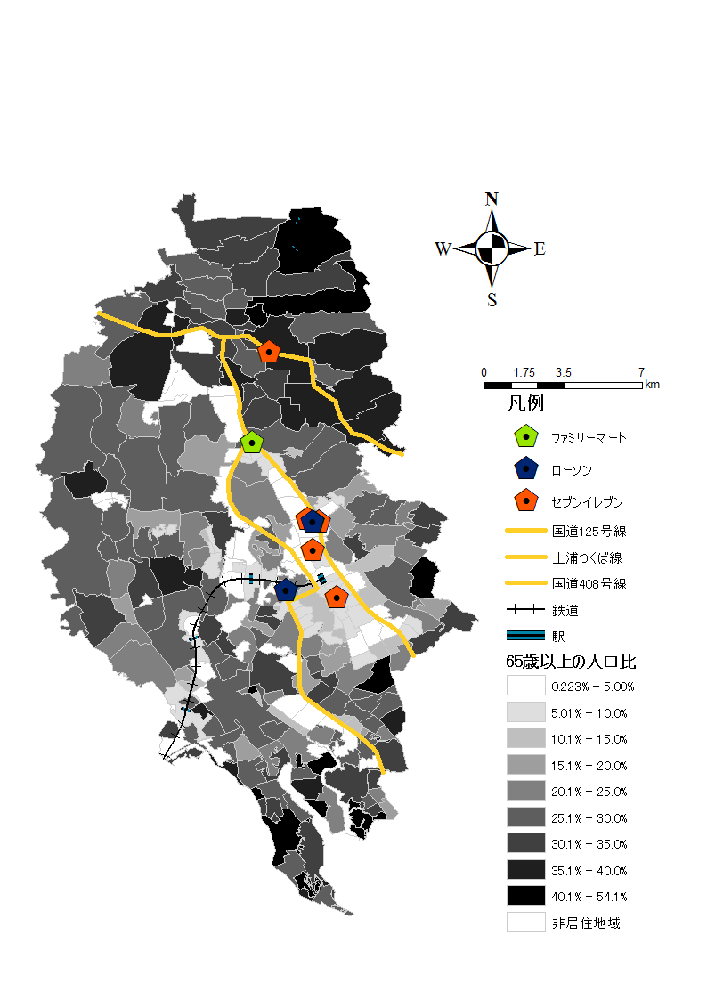 N
W E
S
0 1.75 3.5 7
km
凡例
ファミリーマート
ローソン
セブンイレブン
国道125号線
土浦つくば線
国道408号線
鉄道
駅
65歳以上の人口比
0.223% - 5.00%
5.01% - 10.0%
10.1% - 15.0%
15.1% - 20.0%
20.1% - 25.0%
25.1% - 30.0%
30.1% - 35.0%
35.1% - 40.0%
40.1% - 54.1%
非居住地域